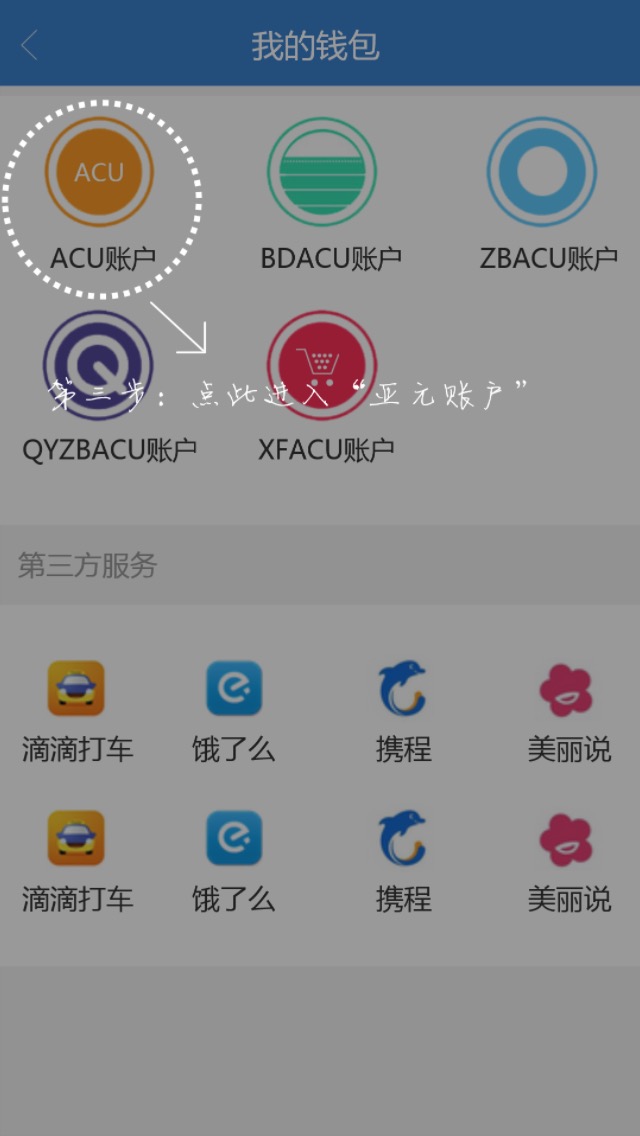 我的钱包
ACU
ACU账户 BDACU账户 ZBACU账户
第三步：点此进入“亚元账户”
QYZBACU账户 XFACU账户
第三方服务
滴滴打车 饿了么 携程 美丽说
滴滴打车 饿了么 携程 美丽说